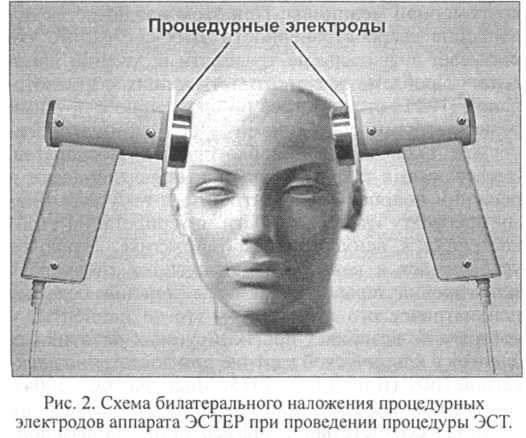 Процедурные электроды
Рис. 2. Схема билатерального наложения процедурных
электродов аппарата ЭСТЕР при проведении процедуры ЭСТ.